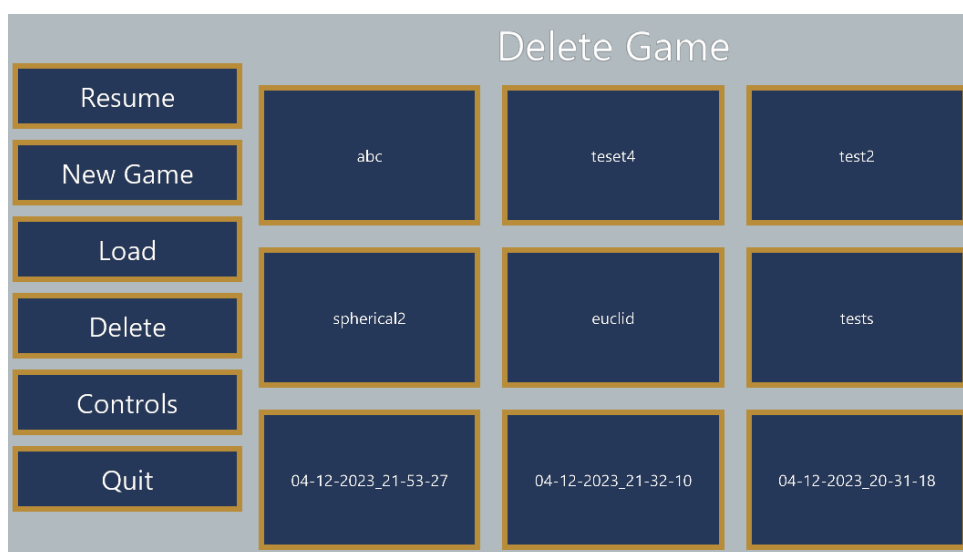 Delete Game
Resume
New Game
Load
Delete
Controls
Quit
abc
teset4
test2
spherical2
euclid
tests
04-12-2023_21-53-27
04-12-2023_21-32-10
04-12-2023_20-31-18